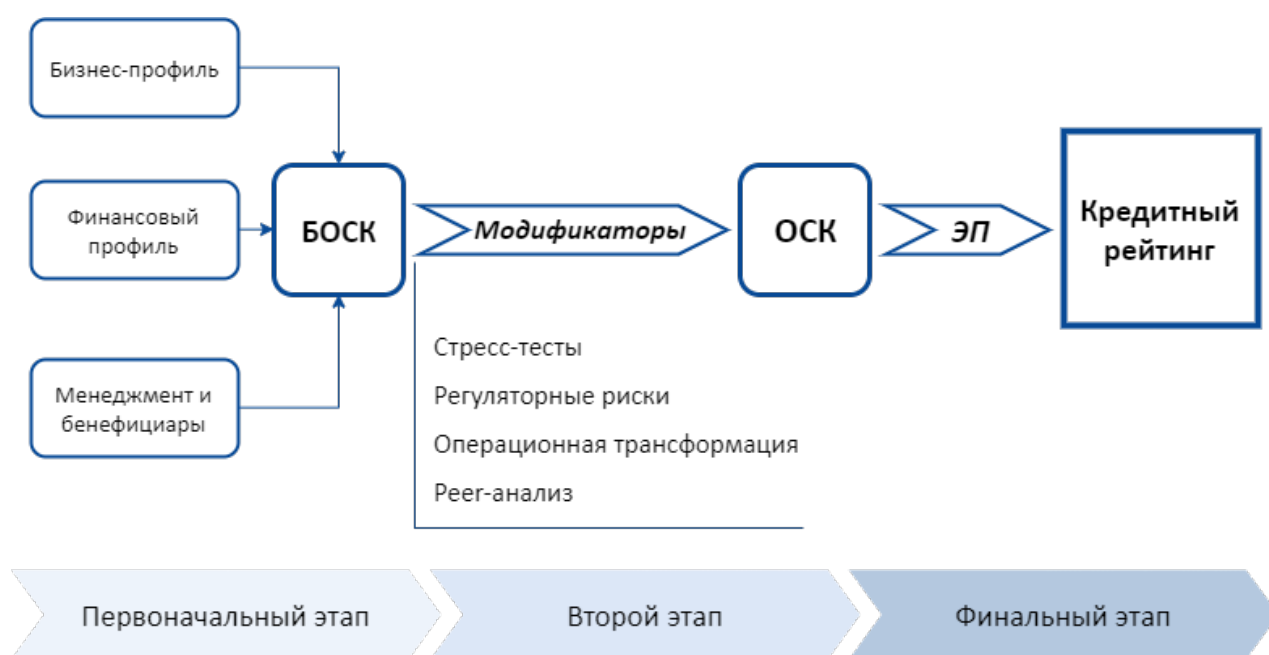 Бизнес-профиль
Финансовый
профиль
Менеджмент и
бенефициары
БОСК
Модификаторы
Стресс-тесты
Регуляторные риски
Операционная трансформация
Peer-анализ
ОСК
ЭП
Кредитный
рейтинг
Первоначальный этап
Второй этап
Финальный этап